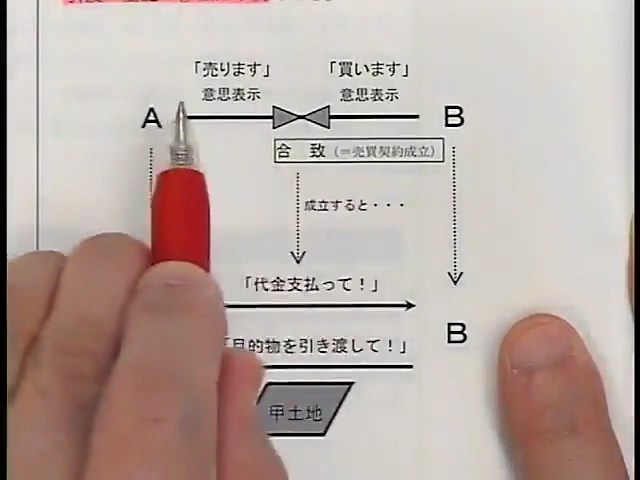 「売ります」 「買います」
意思表示 意思表示
A B
合 致 (=売買契約成立)
成立すると・・・
「代金支払って!」
B
「目的物を引き渡して!」
甲土地